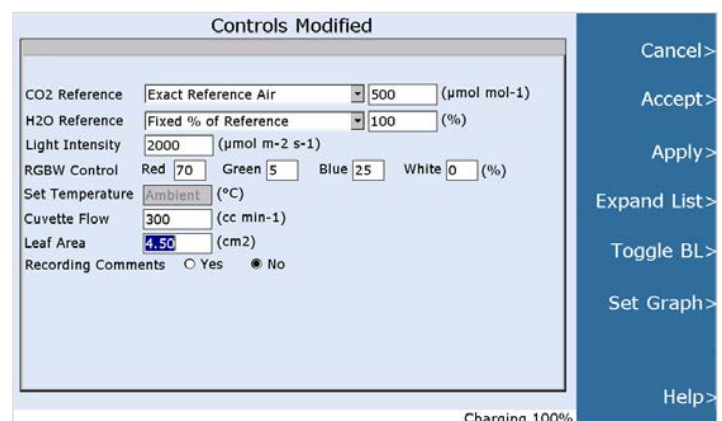 Controls Modified
CO2 Reference Exact Reference Air 500 (µmol mol-1)
H2O Reference Fixed % of Reference 100 (%)
Light Intensity 2000 (µmol m-2 s-1)
RGBW Control Red 70 Green 5 Blue 25 White 0 (%)
Set Temperature Ambient (°C)
Cuvette Flow 300 (cc min-1)
Leaf Area 4.50 (cm2)
Recording Comments Yes No
Charging 100%
Cancel>
Accept>
Apply>
Expand List>
Toggle BL>
Set Graph>
Help>